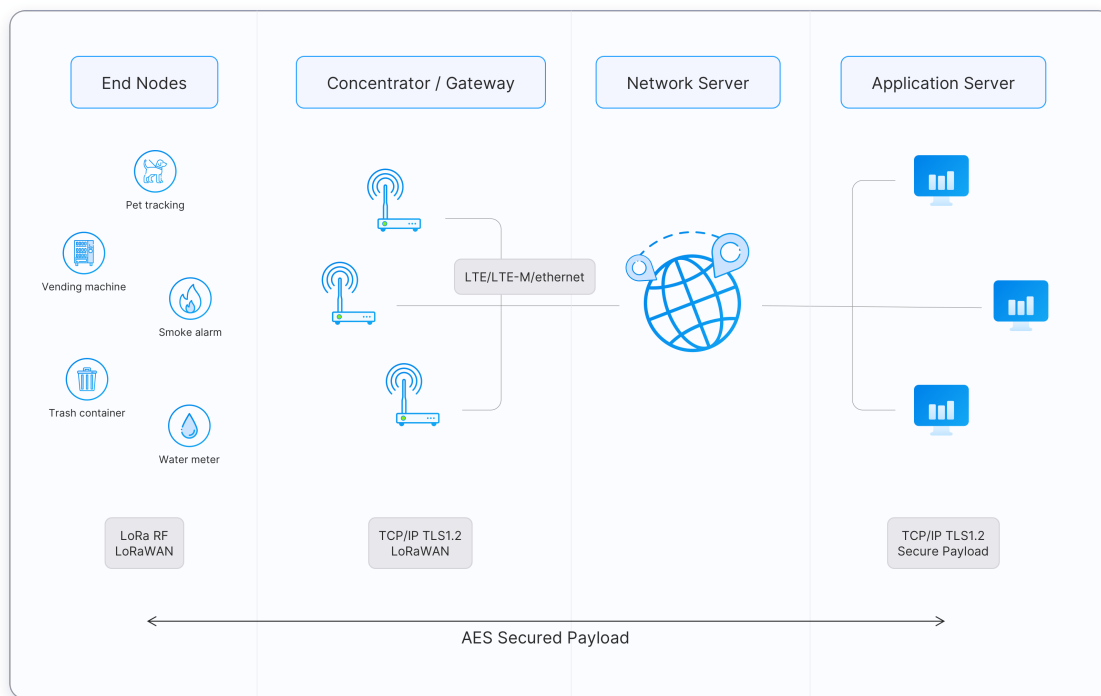 End Nodes
Concentrator / Gateway
Network Server
Application Server
Pet tracking
Vending machine
Smoke alarm
Trash container
Water meter
LTE/LTE-M/ethernet
LoRa RF
LoRaWAN
TCP/IP TLS1.2
LoRaWAN
TCP/IP TLS1.2
Secure Payload
AES Secured Payload